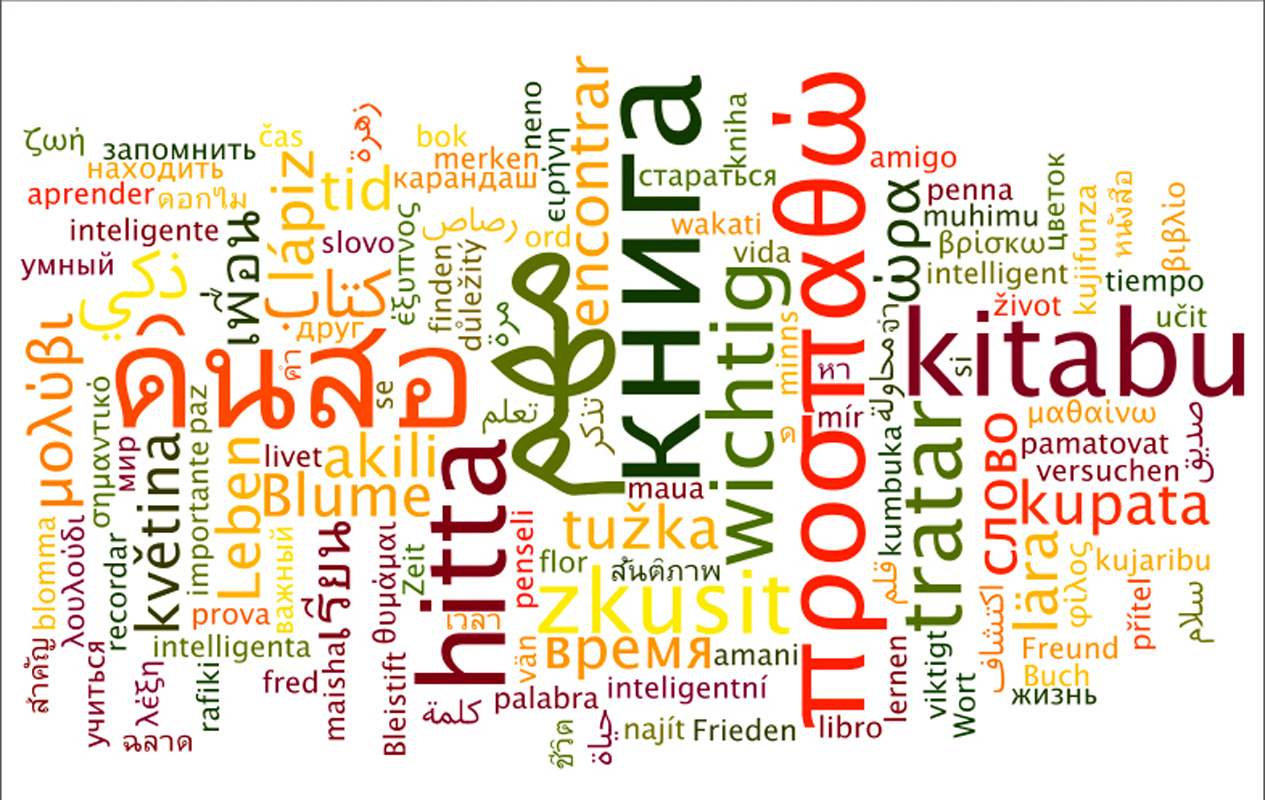 ζωή
запомнить
čas
زهرة
bok
neno
encontrar
книга
kniha
προσπαθώ
amigo
находить
merken
ειρήνη
стараться
aprender
ดอกไม้
lápiz
tid
карандаш
penna
цветок
kujifunza
หนังสือ
βιβλίο
inteligente
เพื่อน
slovo
έξυπνος
رصاص
ord
wakati
ώρα
muhimu
умный
ذكي
كتاب
finden
důležitý
vida
βρίσκω
intelligent
tiempo
друг
مرة
wichtig
minns
محاولة
život
učit
μολύβι
ดินสอ
คำ
se
หา
kitabu
si
σημαντικό
мир
květina
paz
importante
Leben
livet
akili
تعلم
تذكر
mír
kumbuka
tratar
слово
μαθαίνω
صديق
pamatovat
versuchen
Blume
hitta
maua
kupata
blomma
λουλούδι
recordar
важный
เรียน
θυμάμαι
Zeit
penseli
tužka
flor
สันติภาพ
قلم
lära
φίλος
kujaribu
prova
เวลา
zkusit
اكتشاف
přítel
سلام
สำคัญ
учиться
λέξη
intelligenta
rafiki
fred
maisha
Bleistift
vän
время
amani
lernen
viktigt
Wort
Freund
Buch
жизнь
ฉลาด
كلمة
palabra
inteligentní
ชีวิต
حياة
najít
Frieden
libro